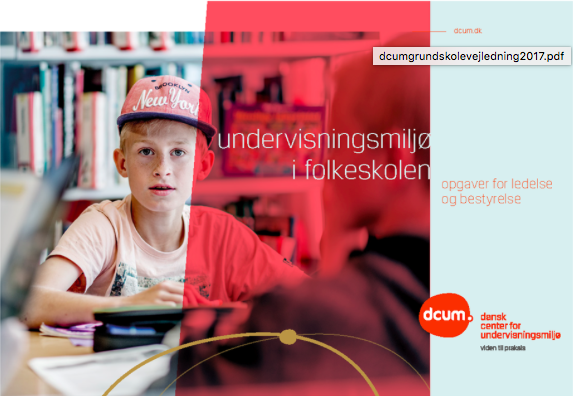 dcum.dk
dcumgrundskolevejledning2017.pdf
BROOKLYN
New York
undervisningsmiljø
i folkeskolen
opgaver for ledelse
og bestyrelse
dcum.
dansk
center for
undervisningsmiljø
viden til praksis